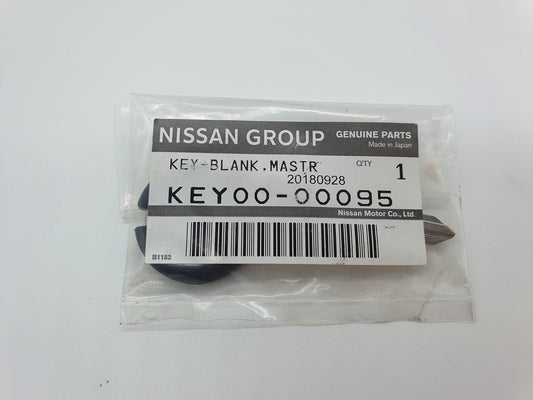 NISSAN GROUP
GENUINE PARTS
Made in Japan
KEY-BLANK.MASTR
QTY 1
20180928
KEY00-00095
Nissan Motor Co., Ltd
B1182